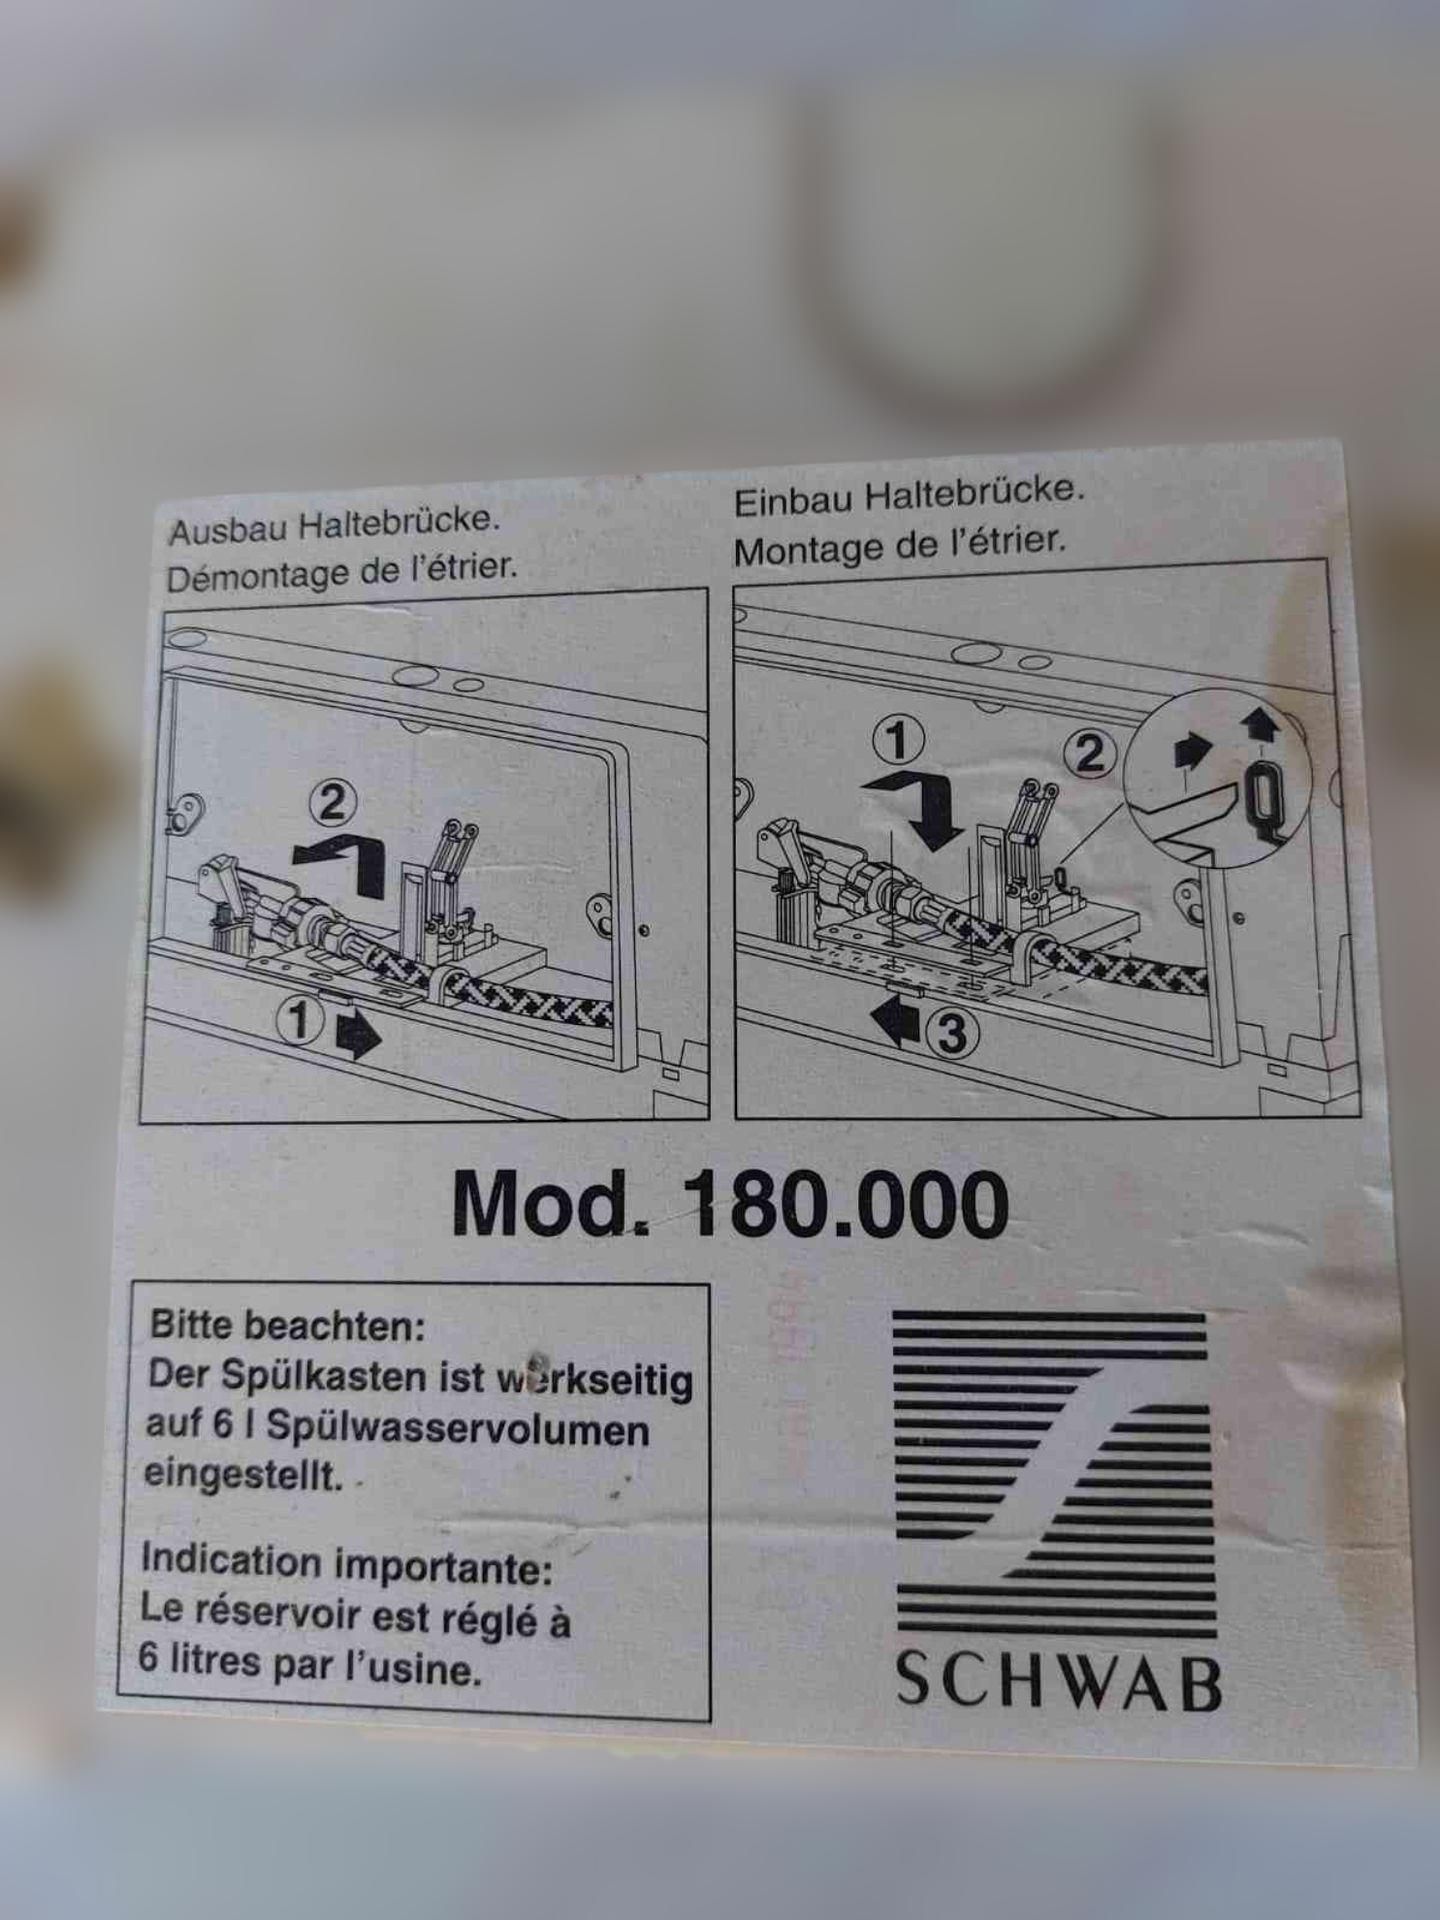 Ausbau Haltebrücke.
Démontage de l'étrier.
2
1
Einbau Haltebrücke.
Montage de l'étrier.
1
2
3
Mod. 180.000
Bitte beachten:
Der Spülkasten ist werkseitig
auf 6 l Spülwasservolumen
eingestellt.
Indication importante:
Le réservoir est réglé à
6 litres par l'usine.
SCHWAB